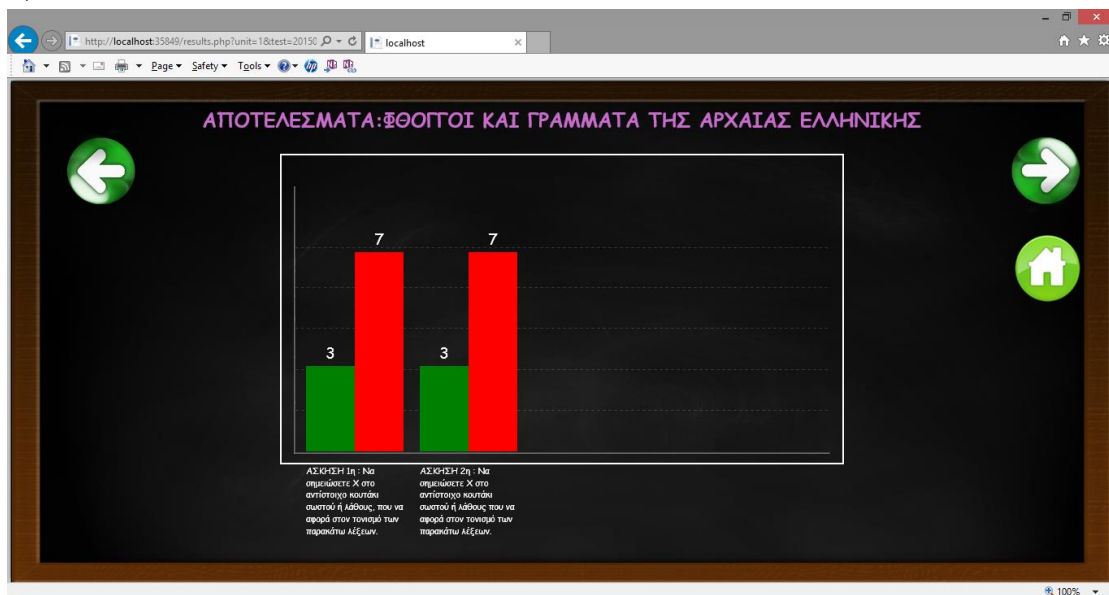 http://localhost:35849/results.php?unit=1&test=20150
localhost
Page Safety Tools
ΑΠΟΤΕΛΕΣΜΑΤΑ:ΦΘΟΓΓΟΙ ΚΑΙ ΓΡΑΜΜΑΤΑ ΤΗΣ ΑΡΧΑΙΑΣ ΕΛΛΗΝΙΚΗΣ
7 7
3 3
ΑΣΚΗΣΗ 1η : Να
σημειώσετε Χ στο
αντίστοιχο κουτάκι
σωστού ή λάθους, που να
αφορά στον τονισμό των
παρακάτω λέξεων.
ΑΣΚΗΣΗ 2η : Να
σημειώσετε Χ στο
αντίστοιχο κουτάκι
σωστού ή λάθους που να
αφορά στον τονισμό των
παρακάτω λέξεων.
100%